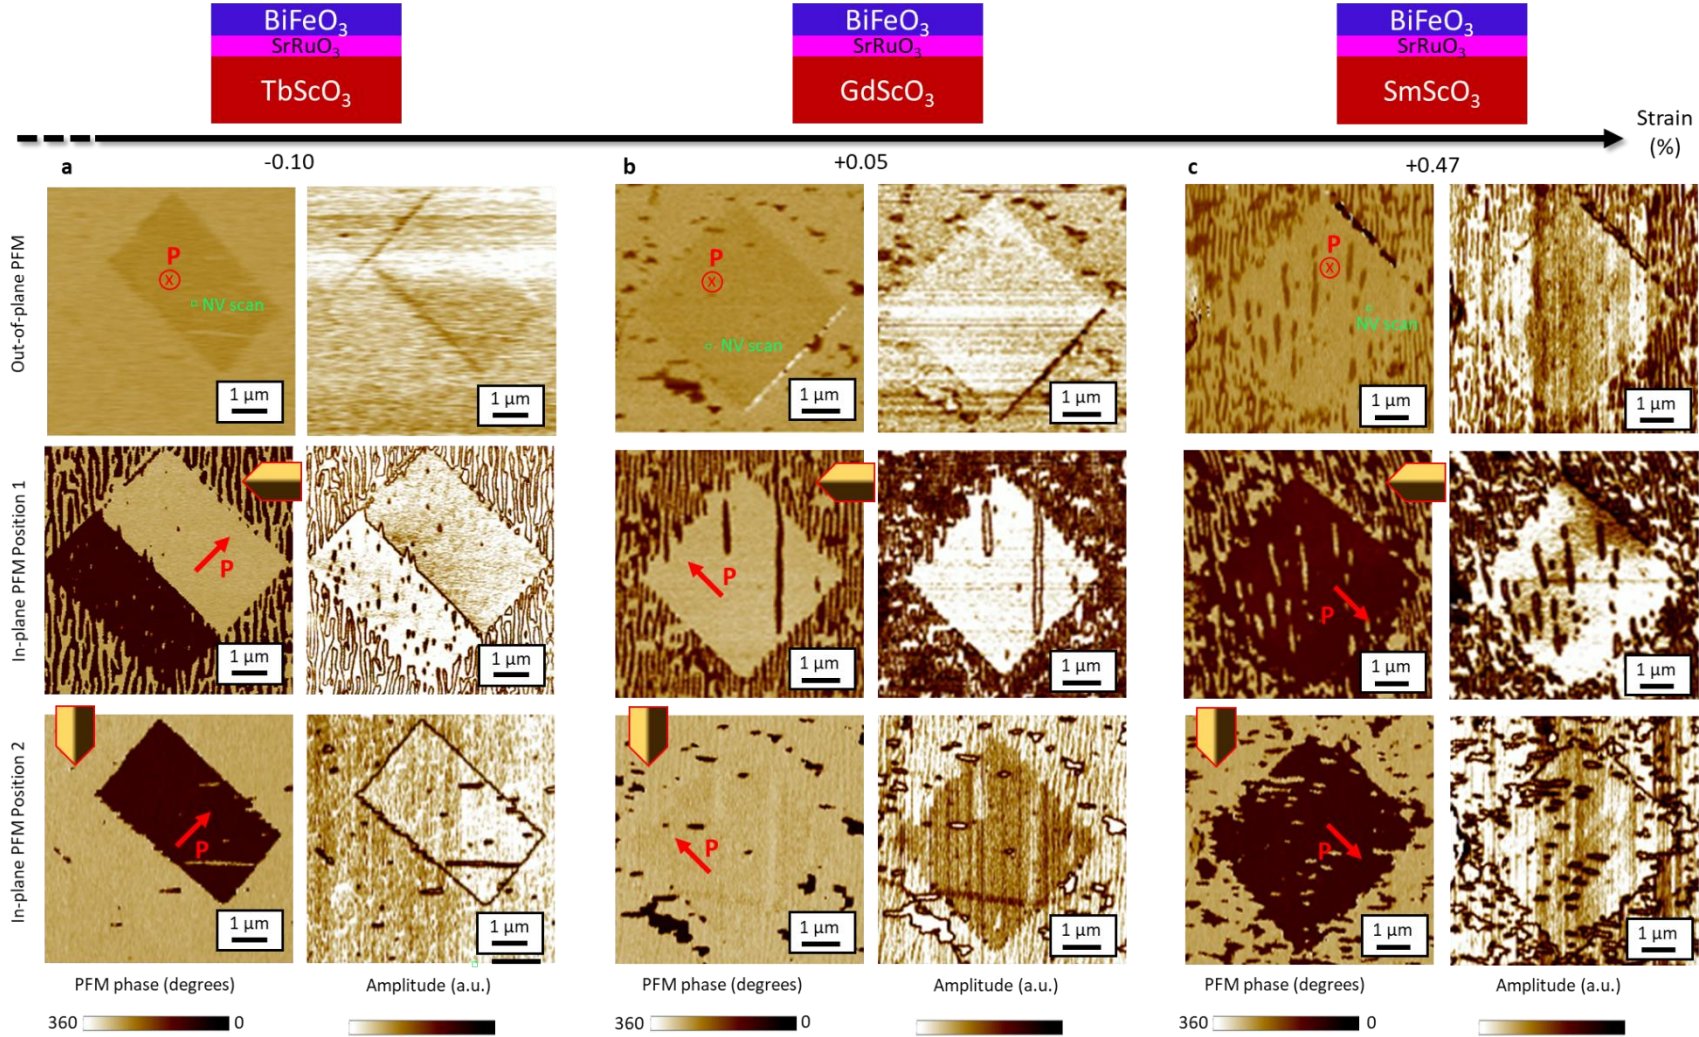 BiFeO₃
SrRuO₃
TbScO₃
BiFeO₃
SrRuO₃
GdScO₃
BiFeO₃
SrRuO₃
SmScO₃
Strain
(%)
a
-0.10
b
+0.05
c
+0.47
Out-of-plane PFM
P
X
NV scan
1 µm
1 µm
P
X
NV scan
1 µm
1 µm
P
X
NV scan
1 µm
1 µm
In-plane PFM Position 1
P
1 µm
1 µm
P
1 µm
1 µm
P
1 µm
1 µm
In-plane PFM Position 2
P
1 µm
1 µm
P
1 µm
1 µm
P
1 µm
1 µm
PFM phase (degrees)
Amplitude (a.u.)
PFM phase (degrees)
Amplitude (a.u.)
PFM phase (degrees)
Amplitude (a.u.)
360
0
360
0
360
0